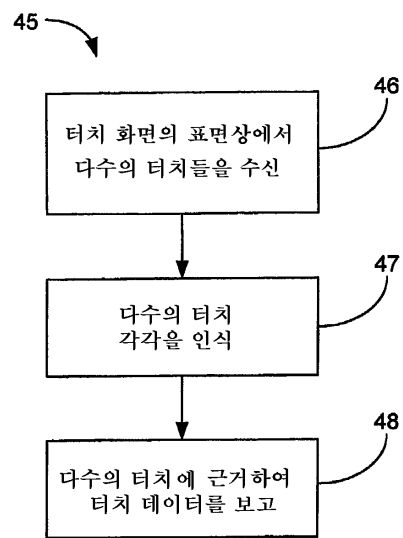 45
46
터치 화면의 표면상에서
다수의 터치들을 수신
47
다수의 터치
각각을 인식
48
다수의 터치에 근거하여
터치 데이터를 보고